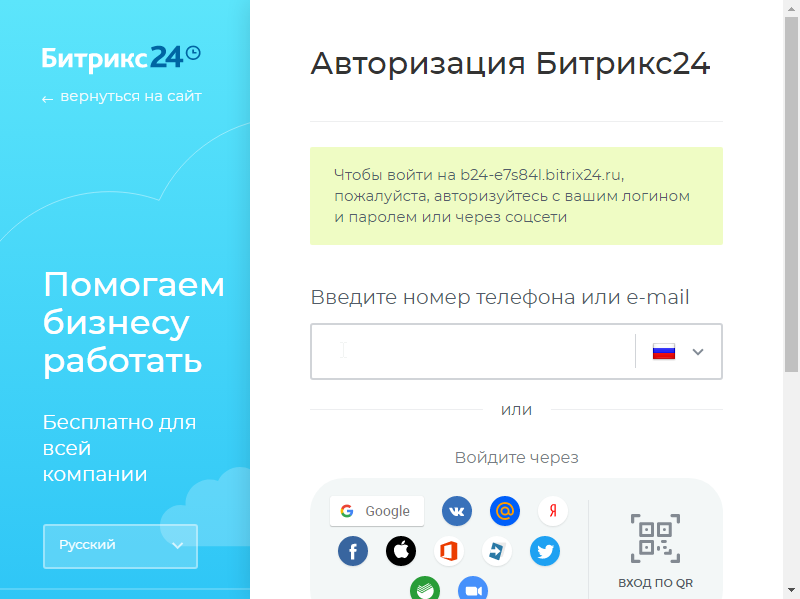 Битрикс24
← вернуться на сайт
Помогаем
бизнесу
работать
Бесплатно для
всей
компании
Русский
Авторизация Битрикс24
Чтобы войти на b24-e7s84l.bitrix24.ru,
пожалуйста, авторизуйтесь с вашим логином
и паролем или через соцсети
Введите номер телефона или e-mail
или
Войдите через
Google
Я
ВХОД ПО QR